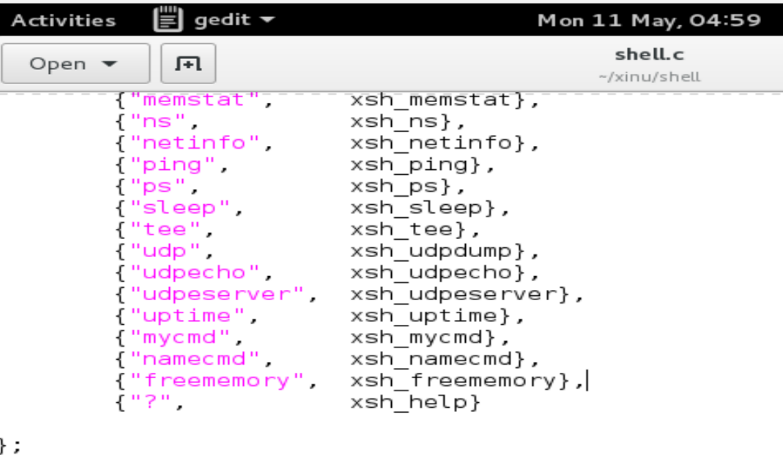 Activities gedit Mon 11 May, 04:59
Open shell.c
~/xinu/shell
{"memstat", xsh_memstat},
{"ns", xsh_ns},
{"netinfo", xsh_netinfo},
{"ping", xsh_ping},
{"ps", xsh_ps},
{"sleep", xsh_sleep},
{"tee", xsh_tee},
{"udp", xsh_udpdump},
{"udpecho", xsh_udpecho},
{"udpeserver", xsh_udpeserver},
{"uptime", xsh_uptime},
{"mycmd", xsh_mycmd},
{"namecmd", xsh_namecmd},
{"freememory", xsh_freememory},
{"?", xsh_help}
};